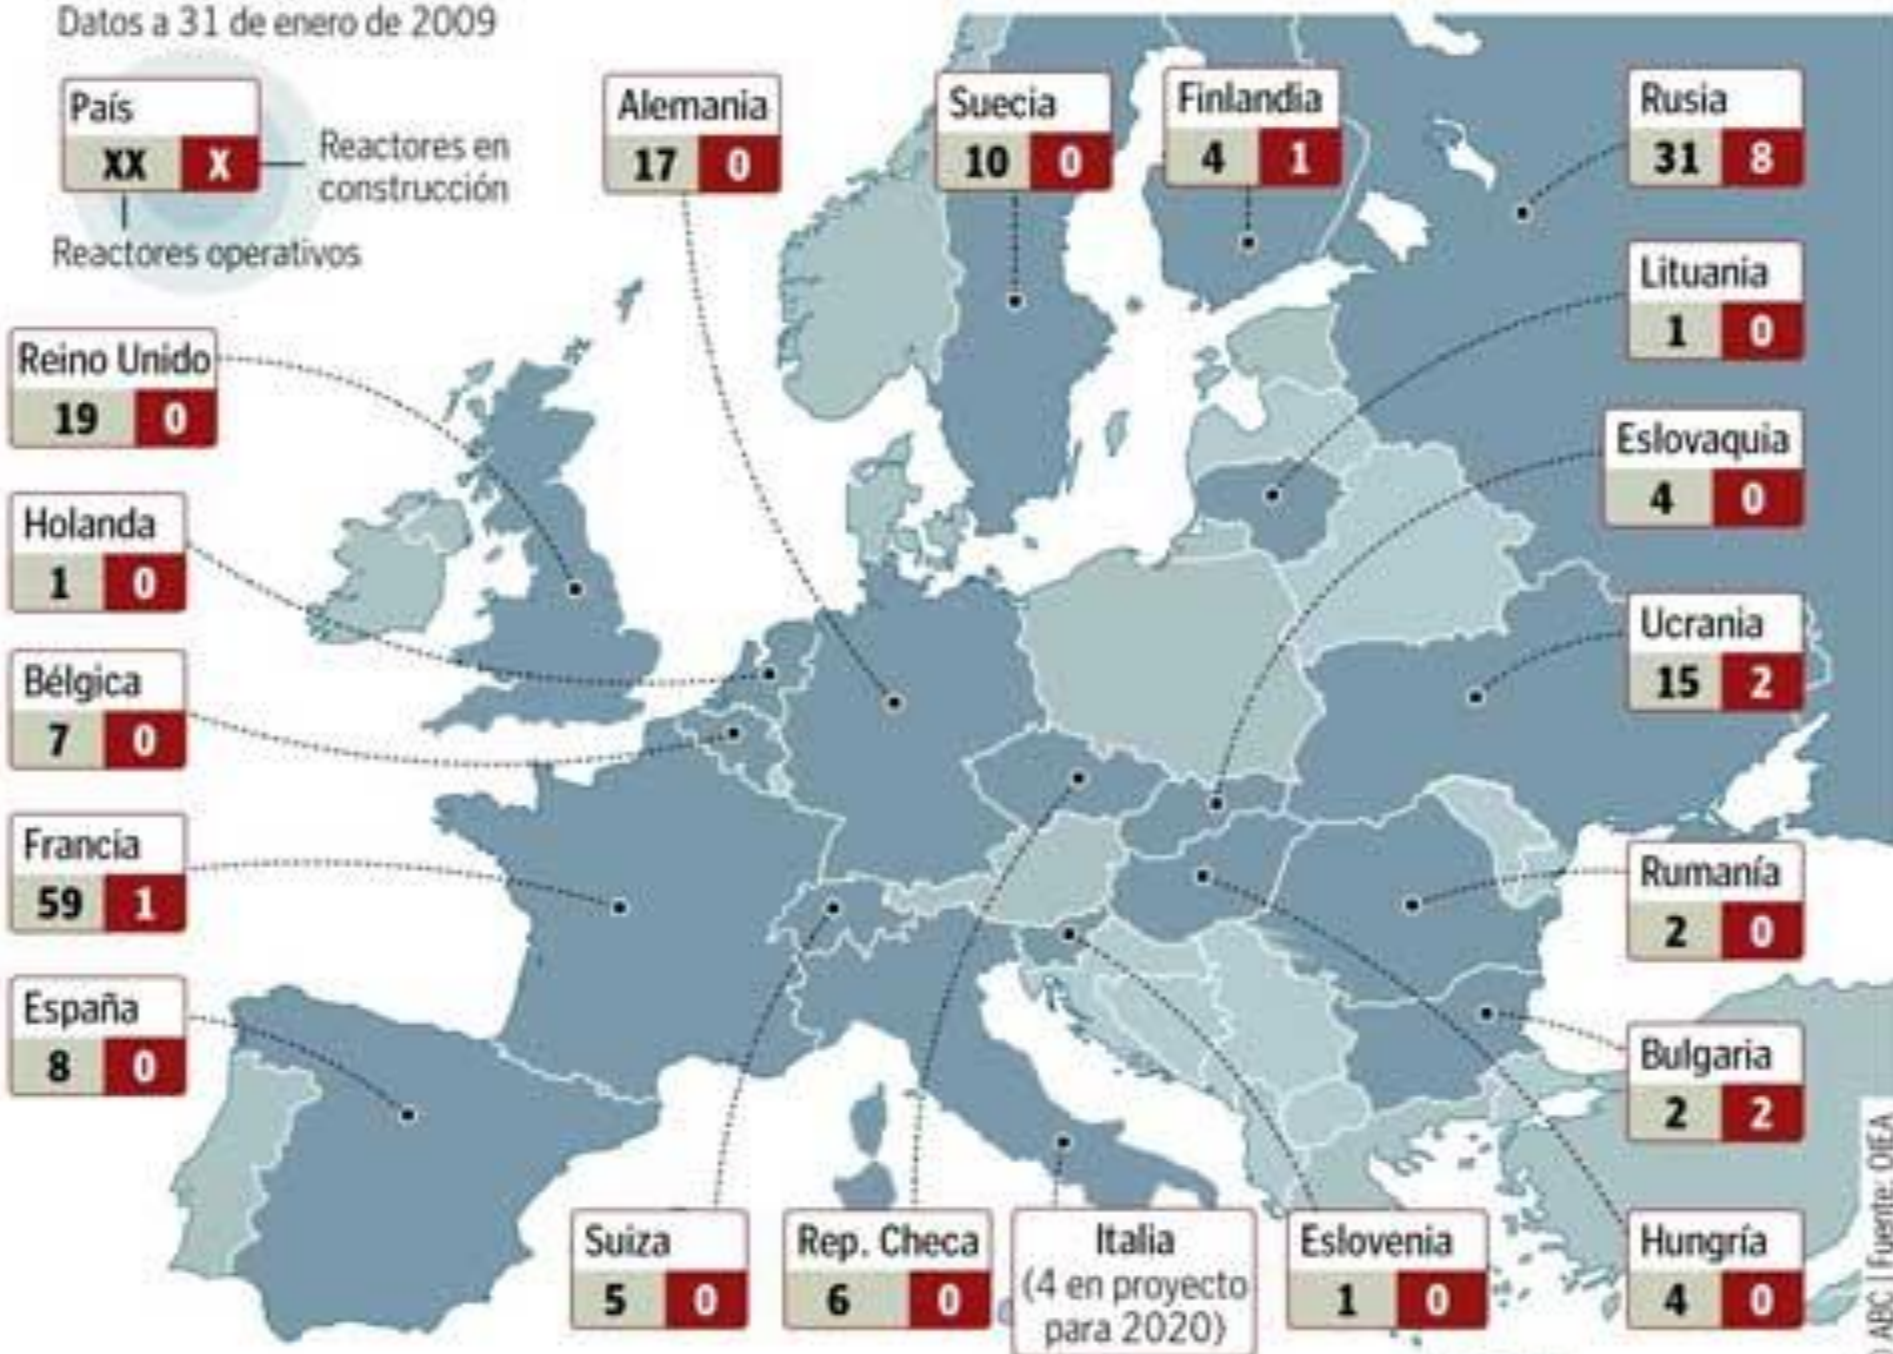 Datos a 31 de enero de 2009
País
XX X
Reactores en
construcción
Reactores operativos
Alemania
17 0
Suecia
10 0
Finlandia
4 1
Rusia
31 8
Lituania
1 0
Reino Unido
19 0
Eslovaquia
4 0
Holanda
1 0
Ucrania
15 2
Bélgica
7 0
Francia
59 1
Rumanía
2 0
España
8 0
Bulgaria
2 2
Suiza
5 0
Rep. Checa
6 0
Italia
(4 en proyecto
para 2020)
Eslovenia
1 0
Hungría
4 0
ABC | Fuente: OIEA